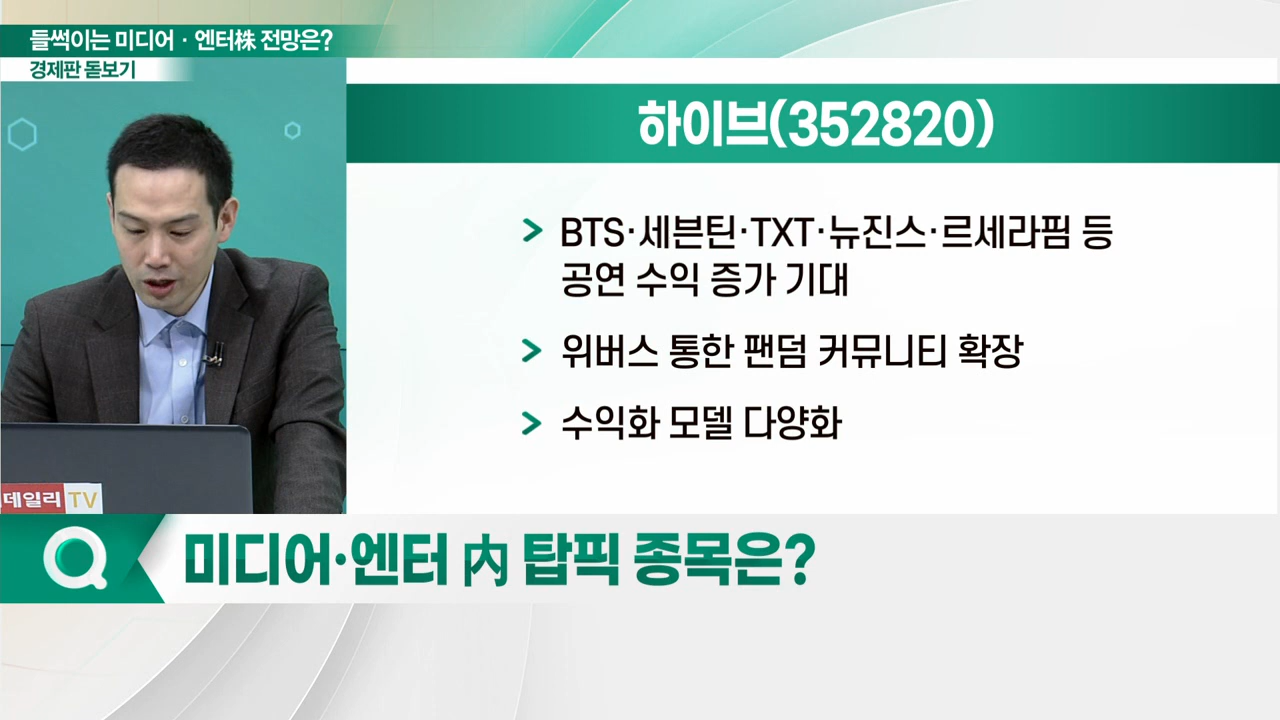 들썩이는 미디어 · 엔터株 전망은?
경제판 돋보기
하이브(352820)
> BTS·세븐틴·TXT·뉴진스·르세라핌 등
공연 수익 증가 기대
> 위버스 통한 팬덤 커뮤니티 확장
> 수익화 모델 다양화
데일리 TV
미디어·엔터 內 탑픽 종목은?